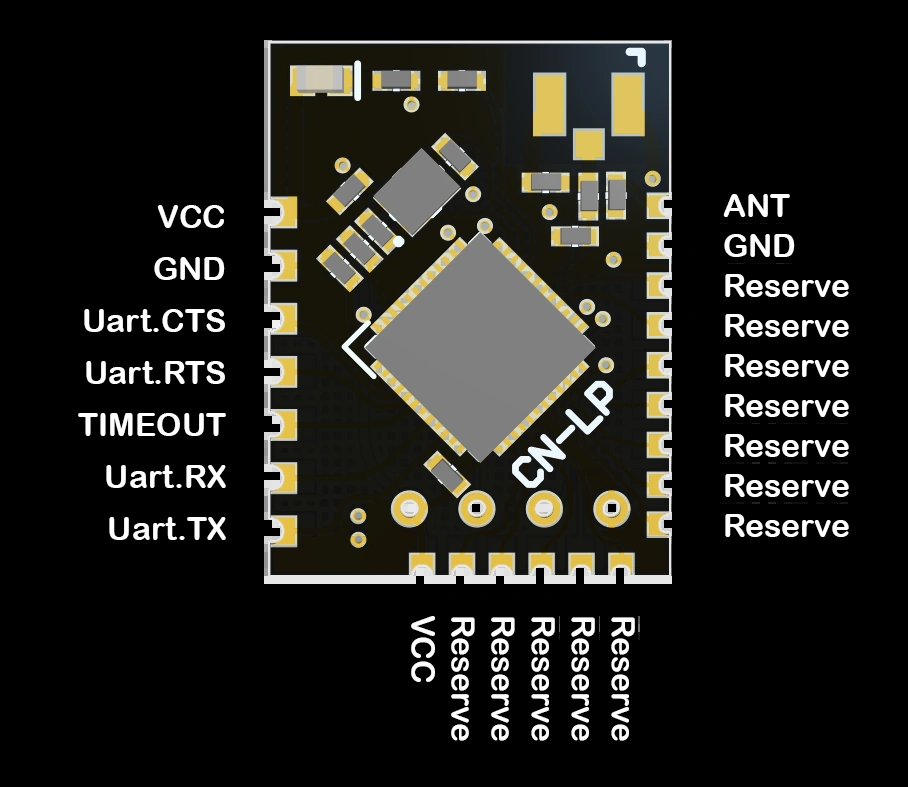 VCC
GND
Uart.CTS
Uart.RTS
TIMEOUT
Uart.RX
Uart.TX
CN-LP
ANT
GND
Reserve
Reserve
Reserve
Reserve
Reserve
Reserve
Reserve
VCC
Reserve
Reserve
Reserve
Reserve
Reserve